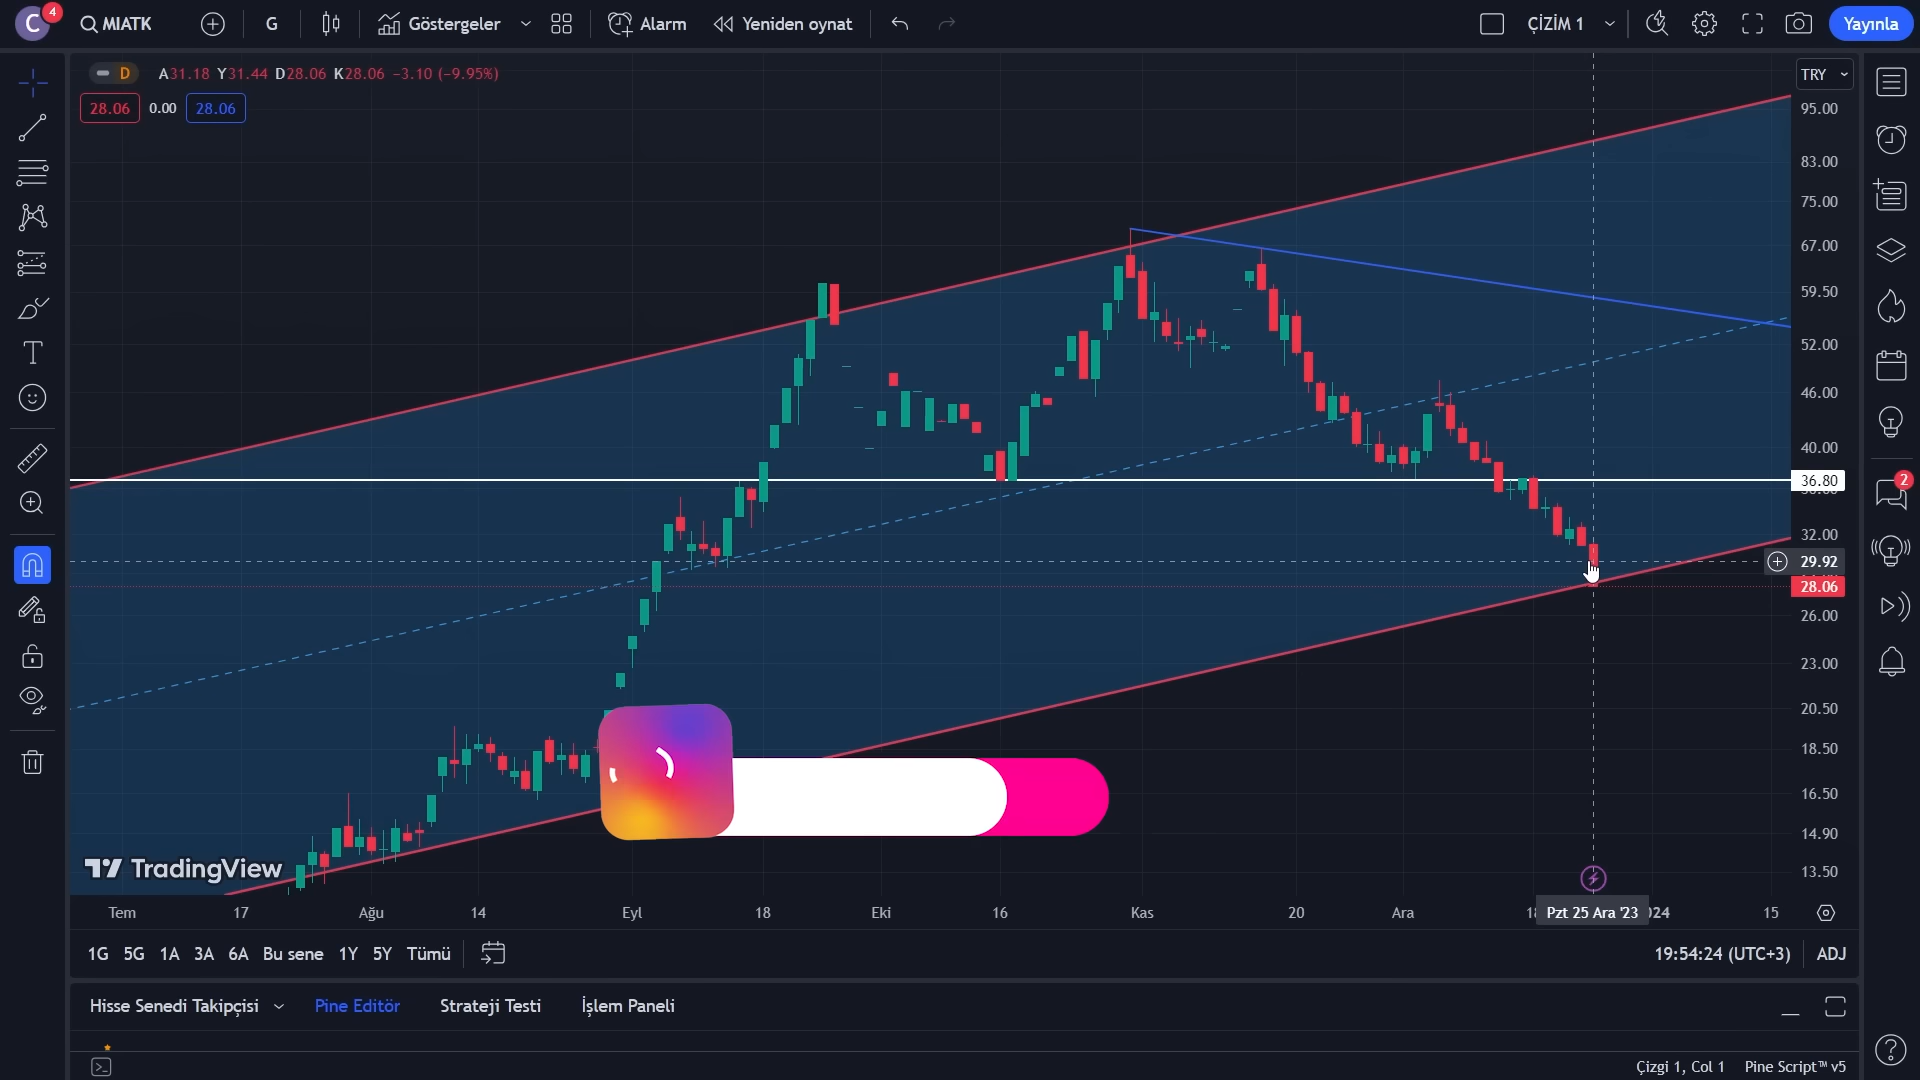 C 4 MIATK G Göstergeler Alarm Yeniden oynat ÇİZİM 1 Yayınla
D A31.18 Y31.44 D28.06 K28.06 −3.10 (−9.95%)
TRY
28.06 0.00 28.06
95.00
83.00
75.00
67.00
59.50
52.00
46.00
40.00
36.80
32.00
29.92
28.06
26.00
23.00
20.50
18.50
16.50
14.90
13.50
2
TradingView
Tem 17 Ağu 14 Eyl 18 Eki 16 Kas 20 Ara Pzt 25 Ara '23 15
1G 5G 1A 3A 6A Bu sene 1Y 5Y Tümü 19:54:24 (UTC+3) ADJ
Hisse Senedi Takipçisi Pine Editör Strateji Testi İşlem Paneli
Çizgi 1, Col 1 Pine Script™ v5